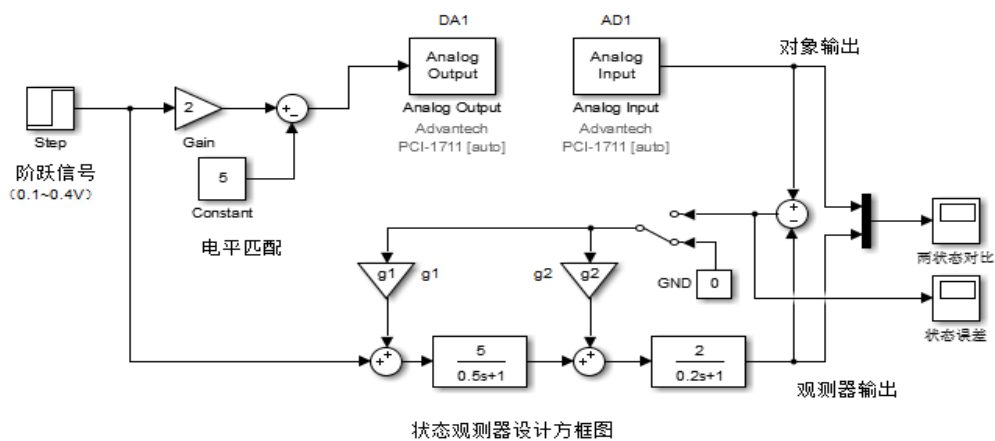 DA1
AD1
Analog
Output
Analog
Input
对象输出
Step
2
Gain
+
−
Analog Output
Advantech
PCI-1711 [auto]
Analog Input
Advantech
PCI-1711 [auto]
阶跃信号
（0.1~0.4V）
5
Constant
电平匹配
+
−
两状态对比
g1
g1
g2
g2
GND
0
状态误差
+
+
5
0.5s+1
+
+
2
0.2s+1
观测器输出
状态观测器设计方框图